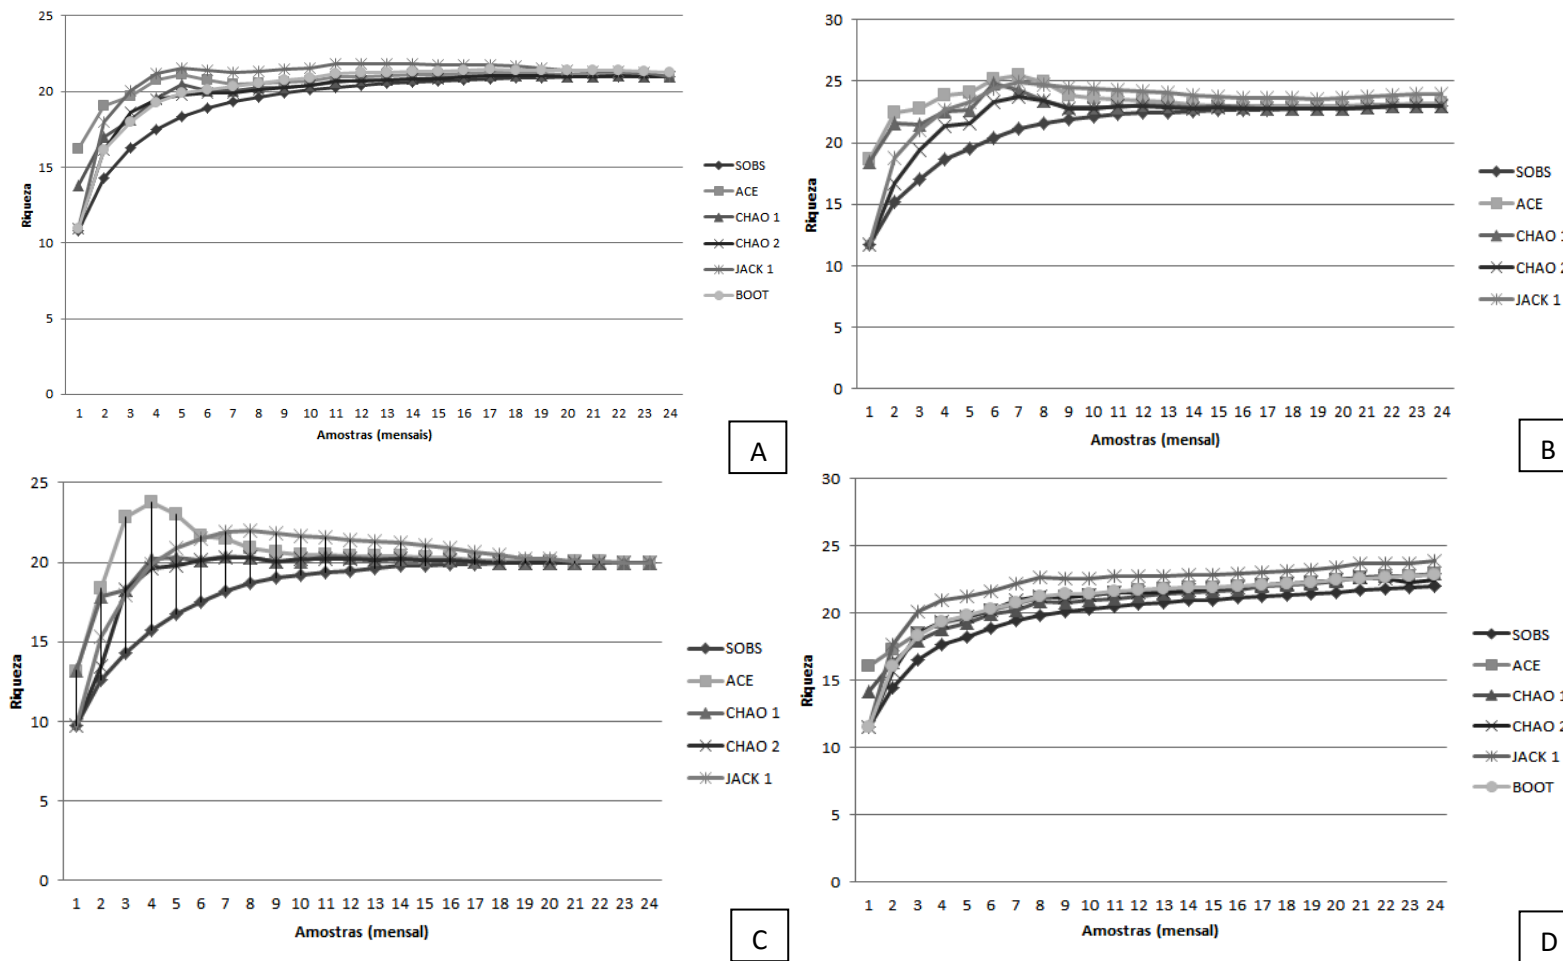 25
20
15
10
5
0
Riqueza
1 2 3 4 5 6 7 8 9 10 11 12 13 14 15 16 17 18 19 20 21 22 23 24
Amostras (mensais)
SOBS
ACE
CHAO 1
CHAO 2
JACK 1
BOOT
A
30
25
20
15
10
5
0
Riqueza
1 2 3 4 5 6 7 8 9 10 11 12 13 14 15 16 17 18 19 20 21 22 23 24
Amostras (mensal)
SOBS
ACE
CHAO 1
CHAO 2
JACK 1
B
25
20
15
10
5
0
Riqueza
1 2 3 4 5 6 7 8 9 10 11 12 13 14 15 16 17 18 19 20 21 22 23 24
Amostras (mensal)
SOBS
ACE
CHAO 1
CHAO 2
JACK 1
C
30
25
20
15
10
5
0
Riqueza
1 2 3 4 5 6 7 8 9 10 11 12 13 14 15 16 17 18 19 20 21 22 23 24
Amostras (mensal)
SOBS
ACE
CHAO 1
CHAO 2
JACK 1
BOOT
D